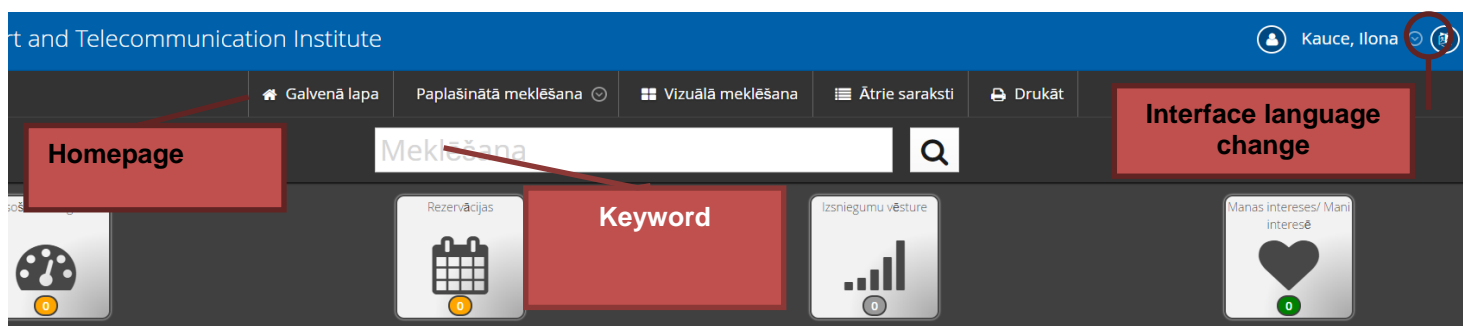 rt and Telecommunication Institute
Kauce, Ilona
Galvenā lapa Paplašinātā meklēšana Vizuālā meklēšana Ātrie saraksti Drukāt
Interface language
change
Homepage
Meklēšana
Keyword
Rezervācijas
Izsniegumu vēsture
Manas intereses/ Mani
interesē
0
0
0
0